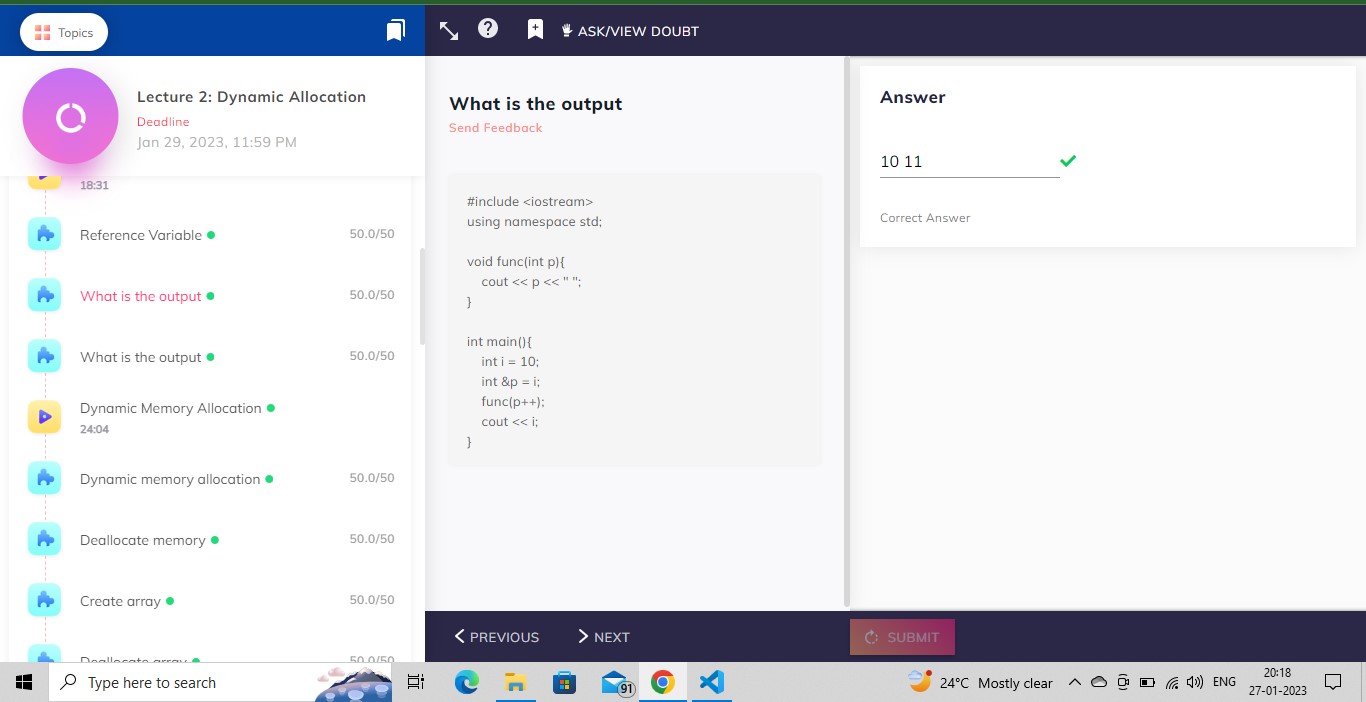 Topics
ASK/VIEW DOUBT
Lecture 2: Dynamic Allocation
Deadline
Jan 29, 2023, 11:59 PM
18:31
Reference Variable
50.0/50
What is the output
50.0/50
What is the output
50.0/50
Dynamic Memory Allocation
24:04
Dynamic memory allocation
50.0/50
Deallocate memory
50.0/50
Create array
50.0/50
Deallocate array
50.0/50
What is the output
Send Feedback
#include <iostream>
using namespace std;
void func(int p){
cout << p << " ";
}
int main(){
int i = 10;
int &p = i;
func(p++);
cout << i;
}
Answer
10 11
Correct Answer
PREVIOUS
NEXT
SUBMIT
Type here to search
91
24°C Mostly clear
ENG
20:18
27-01-2023